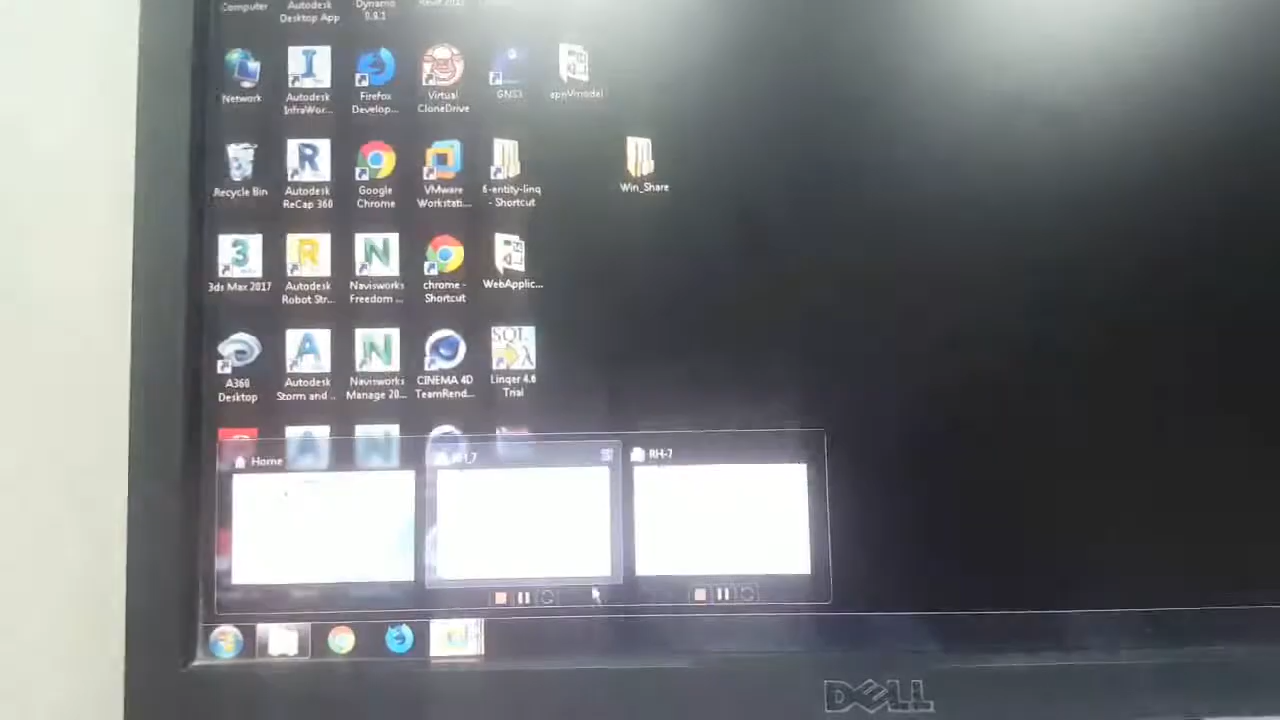 Computer
Autodesk
Desktop App
Dynamo
0.9.1
Network
Autodesk
InfraWor...
Firefox
Develop...
Virtual
CloneDrive
GNS3
Recycle Bin
Autodesk
ReCap 360
Google
Chrome
VMware
Workstati...
6-entity-linq
- Shortcut
Win_Share
3ds Max 2017
Autodesk
Robot Str...
Navisworks
Freedom ...
chrome -
Shortcut
WebApplic...
A360
Desktop
Autodesk
Storm and ...
Navisworks
Manage 20...
CINEMA 4D
TeamRend...
SQL
Linqer 4.6
Trial
Home
RH-7
DELL